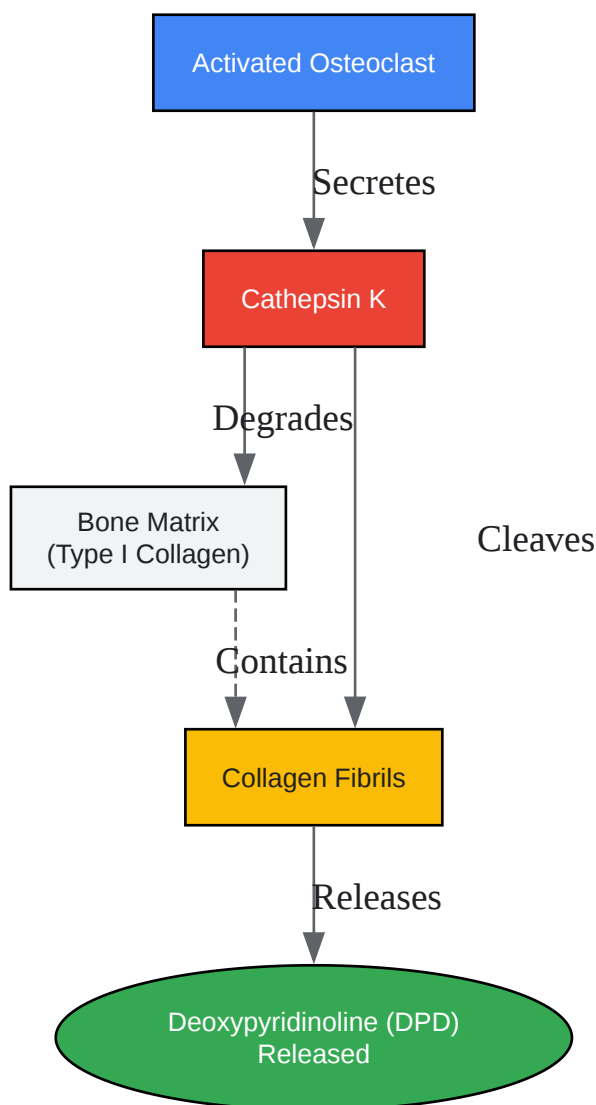 Activated Osteoclast
Secretes
Cathepsin K
Degrades
Bone Matrix
(Type I Collagen)
Cleaves
Contains
Collagen Fibrils
Releases
Deoxypyridinoline (DPD)
Released